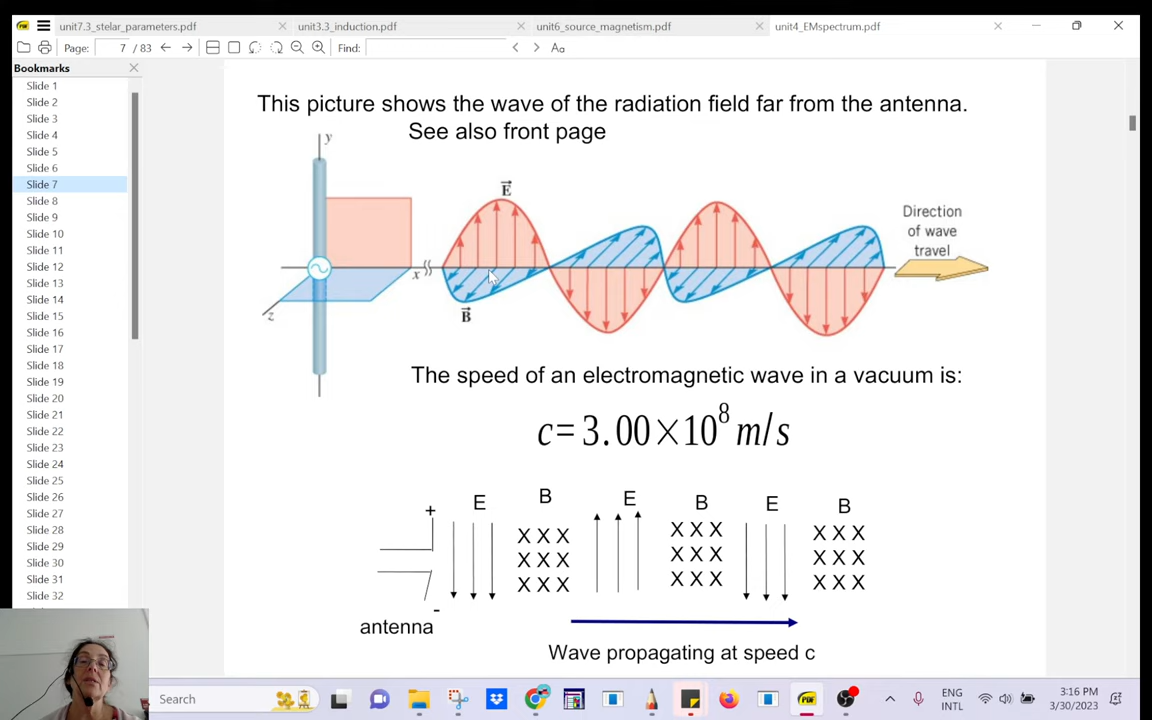 unit7.3_stelar_parameters.pdf
unit3.3_induction.pdf
unit6_source_magnetism.pdf
unit4_EMspectrum.pdf
Page: 7 / 83
Find:
Aa
Bookmarks
Slide 1
Slide 2
Slide 3
Slide 4
Slide 5
Slide 6
Slide 7
Slide 8
Slide 9
Slide 10
Slide 11
Slide 12
Slide 13
Slide 14
Slide 15
Slide 16
Slide 17
Slide 18
Slide 19
Slide 20
Slide 21
Slide 22
Slide 23
Slide 24
Slide 25
Slide 26
Slide 27
Slide 28
Slide 29
Slide 30
Slide 31
Slide 32
This picture shows the wave of the radiation field far from the antenna.
See also front page
y
x
z
E
B
Direction
of wave
travel
The speed of an electromagnetic wave in a vacuum is:
c=3.00×10⁸ m/s
E B E B E B
+
X X X X X X X X X
X X X X X X X X X
X X X X X X X X X
-
antenna
Wave propagating at speed c
Search
ENG
INTL
3:16 PM
3/30/2023